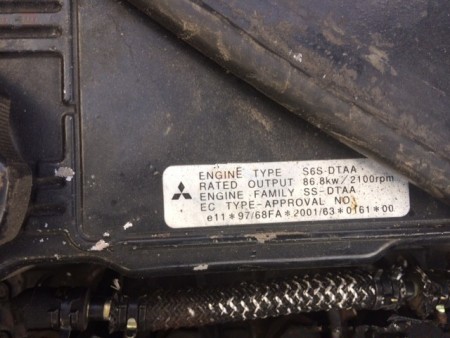 ENGINE TYPE S6S-DTAA
RATED OUTPUT 86.8kw/2100rpm
ENGINE FAMILY SS-DTAA
EC TYPE-APPROVAL NO.
e11*97/68FA*2001/63*0161*00